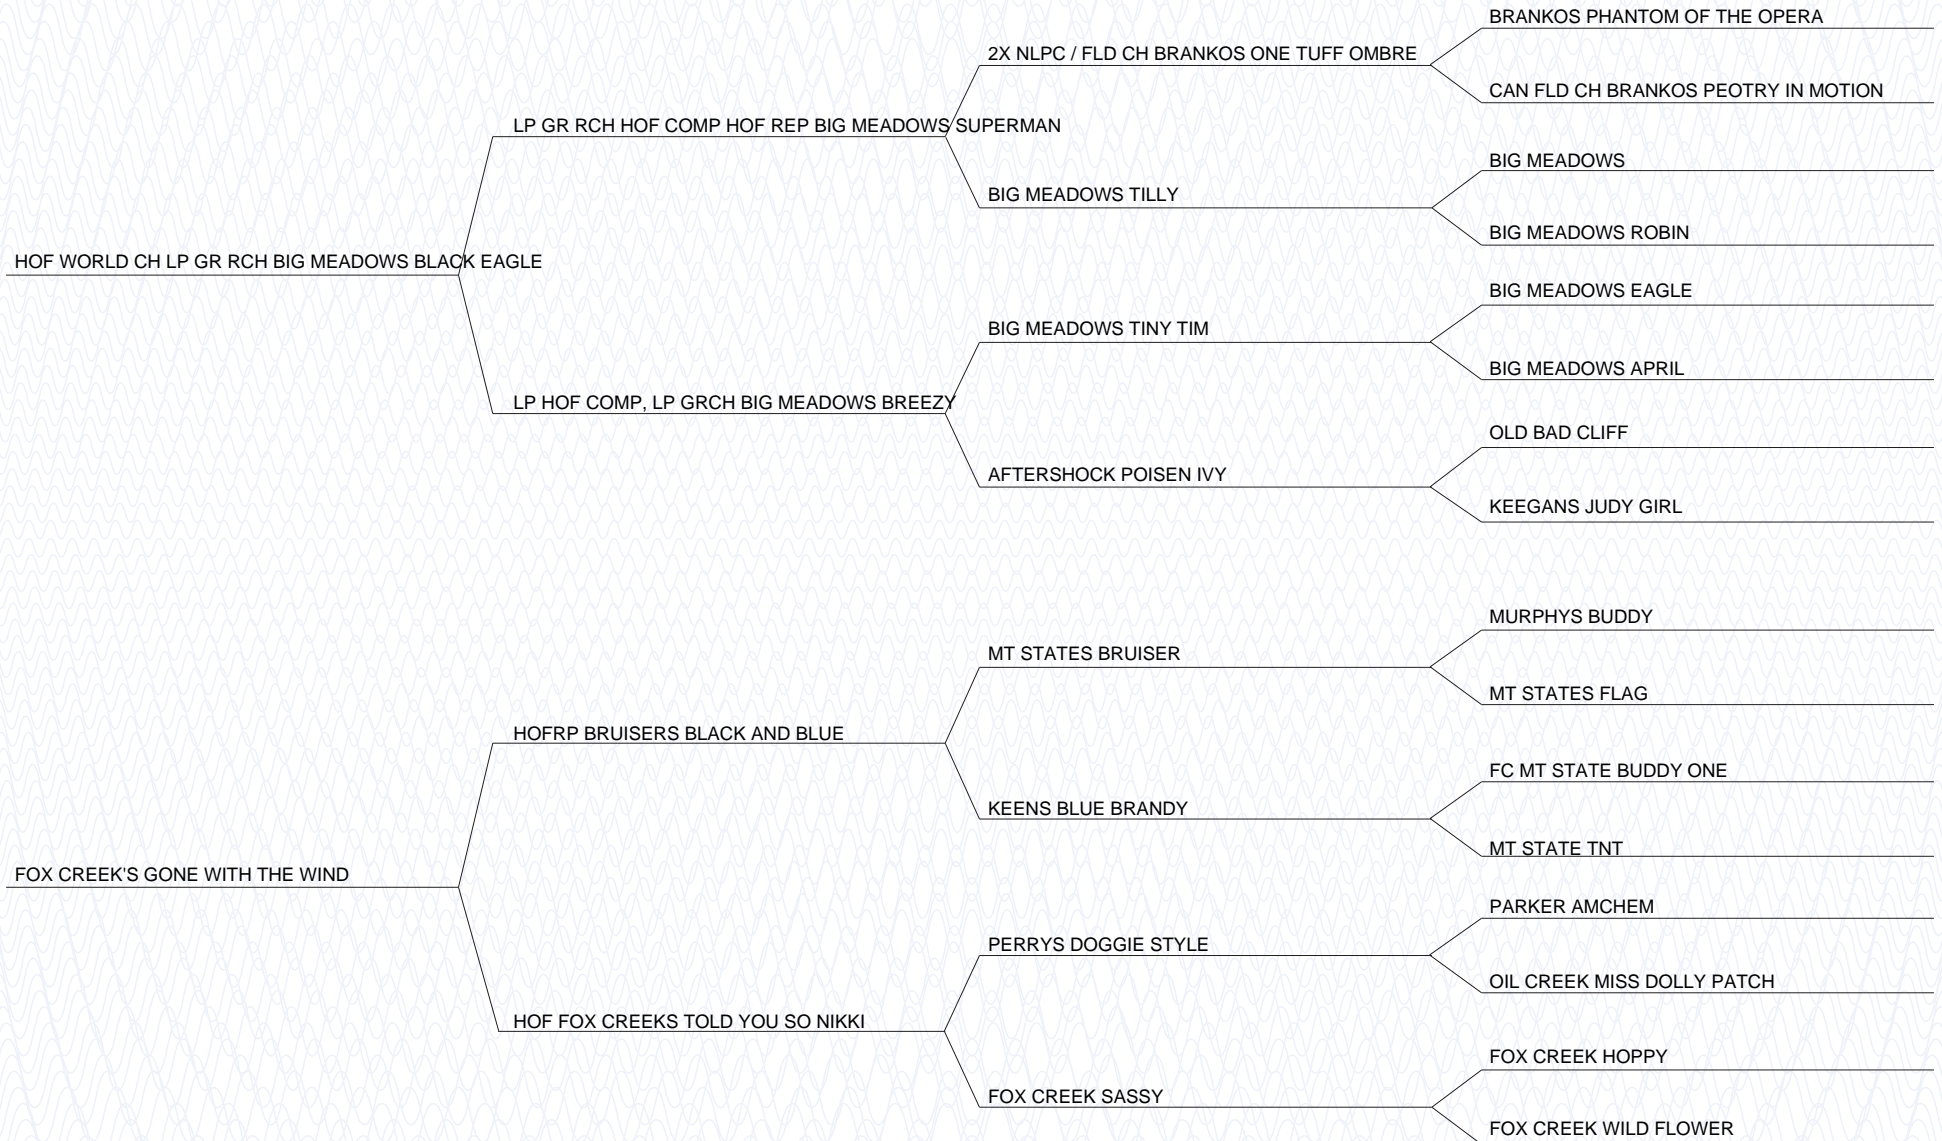 BRANKOS PHANTOM OF THE OPERA
2X NLPC / FLD CH BRANKOS ONE TUFF OMBRE
CAN FLD CH BRANKOS PEOTRY IN MOTION
LP GR RCH HOF COMP HOF REP BIG MEADOWS SUPERMAN
BIG MEADOWS
BIG MEADOWS TILLY
BIG MEADOWS ROBIN
HOF WORLD CH LP GR RCH BIG MEADOWS BLACK EAGLE
BIG MEADOWS EAGLE
BIG MEADOWS TINY TIM
BIG MEADOWS APRIL
LP HOF COMP, LP GRCH BIG MEADOWS BREEZY
OLD BAD CLIFF
AFTERSHOCK POISEN IVY
KEEGANS JUDY GIRL
MURPHYS BUDDY
MT STATES BRUISER
MT STATES FLAG
HOFRP BRUISERS BLACK AND BLUE
FC MT STATE BUDDY ONE
KEENS BLUE BRANDY
MT STATE TNT
FOX CREEK'S GONE WITH THE WIND
PARKER AMCHEM
PERRYS DOGGIE STYLE
OIL CREEK MISS DOLLY PATCH
HOF FOX CREEKS TOLD YOU SO NIKKI
FOX CREEK HOPPY
FOX CREEK SASSY
FOX CREEK WILD FLOWER